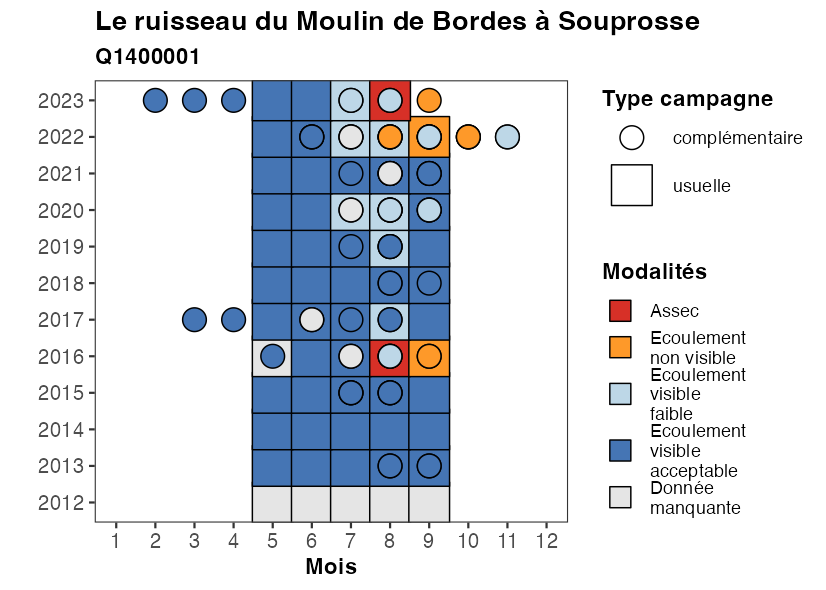 Le ruisseau du Moulin de Bordes à Souprosse
Q1400001
2023
2022
2021
2020
2019
2018
2017
2016
2015
2014
2013
2012
1 2 3 4 5 6 7 8 9 10 11 12
Mois
Type campagne
complémentaire
usuelle
Modalités
Assec
Ecoulement
non visible
Ecoulement
visible
faible
Ecoulement
visible
acceptable
Donnée
manquante